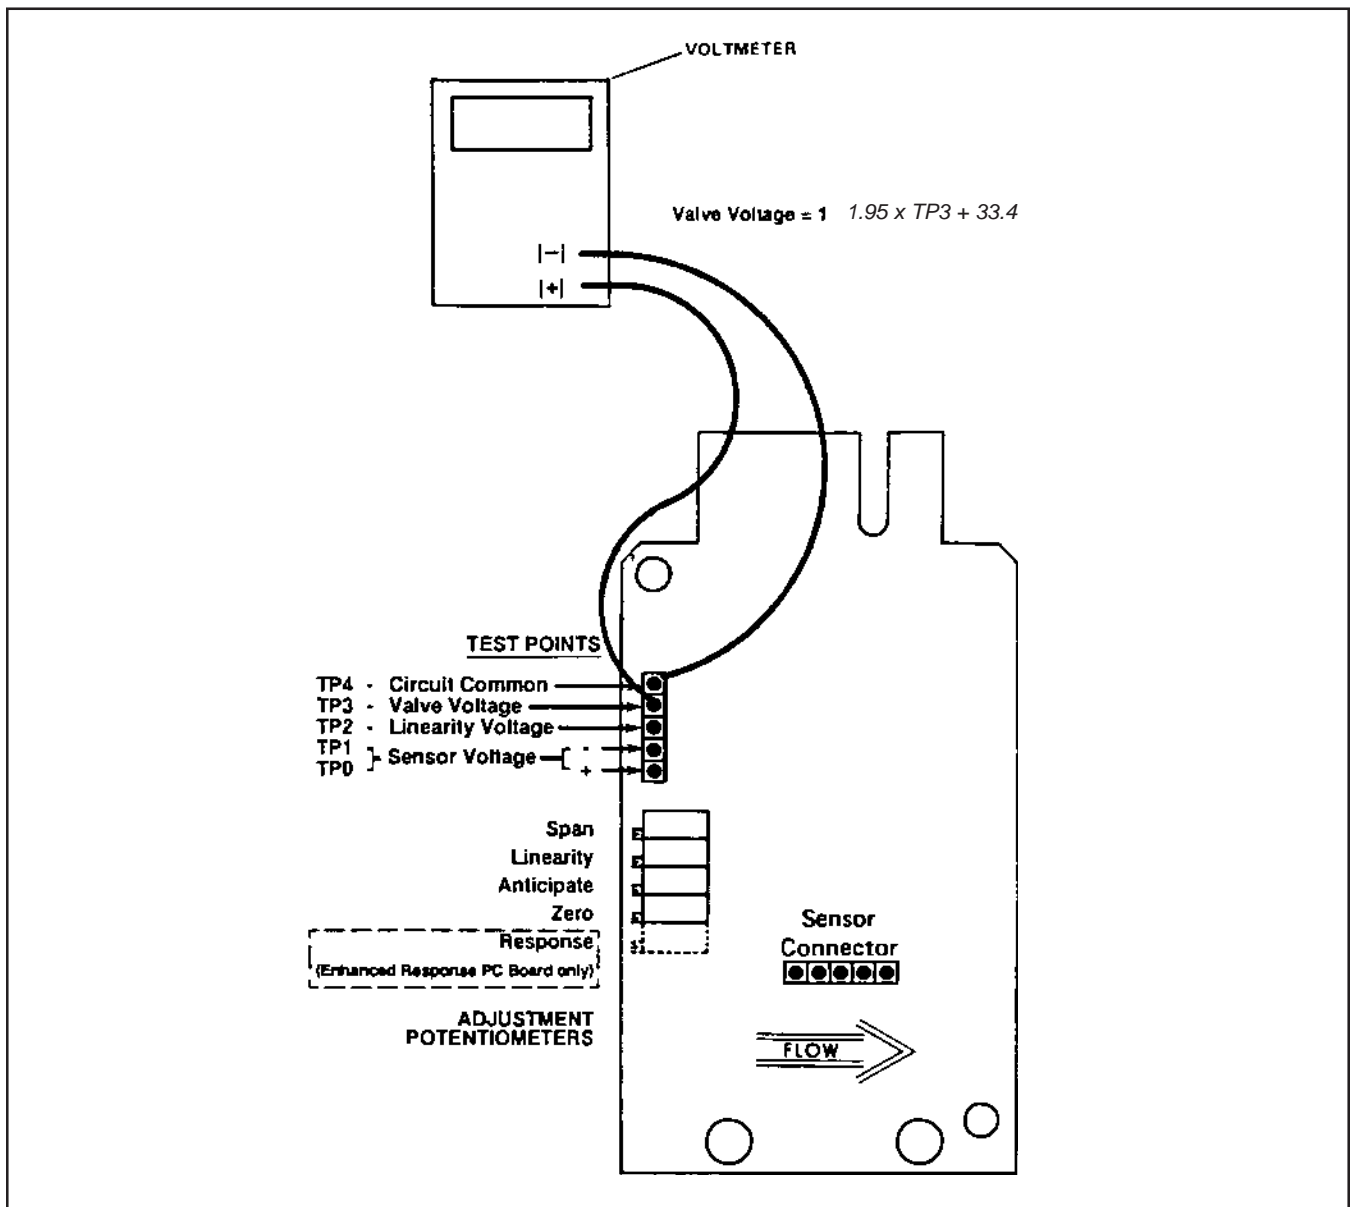 VOLTMETER
Valve Voltage = 1 1.95 x TP3 + 33.4
|−|
|+|
TEST POINTS
TP4 - Circuit Common
TP3 - Valve Voltage
TP2 - Linearity Voltage
TP1 -
TP0 Sensor Voltage +
Span
Linearity
Anticipate
Zero
Response
(Enhanced Response PC Board only)
ADJUSTMENT
POTENTIOMETERS
Sensor
Connector
FLOW